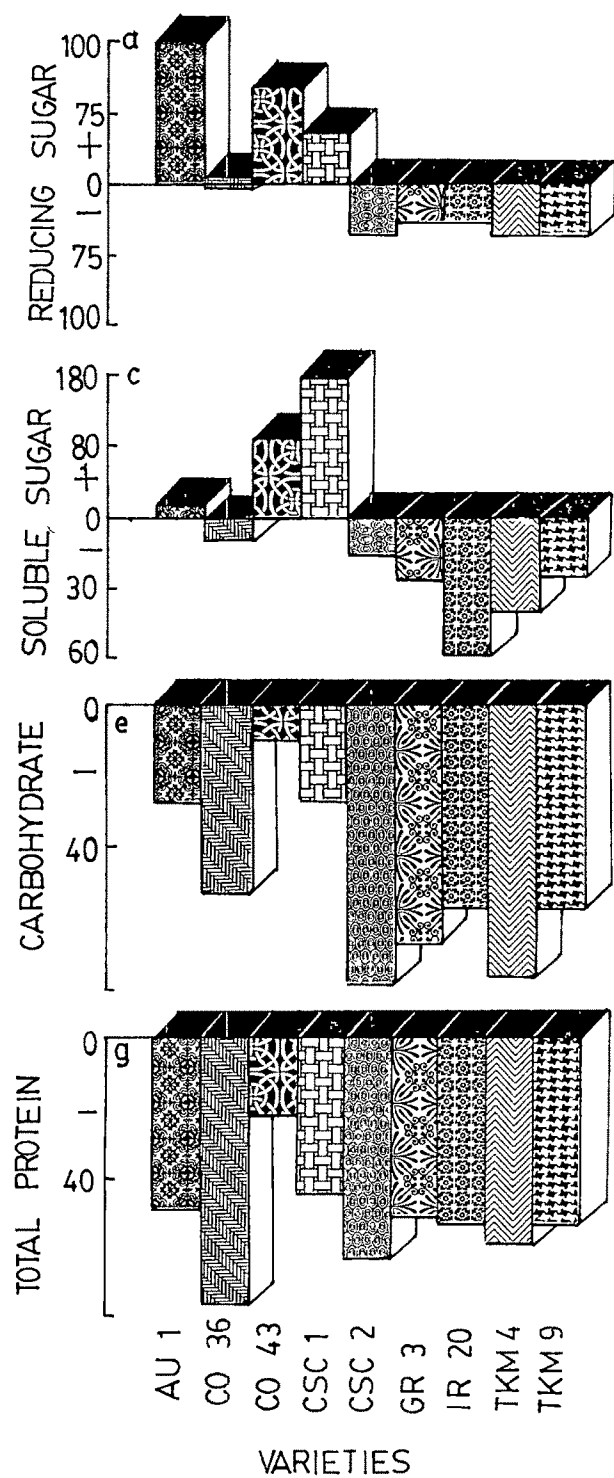 REDUCING SUGAR
a
100
75
+
0
−
75
100
SOLUBLE, SUGAR
c
180
80
+
0
−
30
60
CARBOHYDRATE
e
0
−
40
TOTAL PROTEIN
g
0
−
40
AU 1
CO 36
CO 43
CSC 1
CSC 2
GR 3
IR 20
TKM 4
TKM 9
VARIETIES